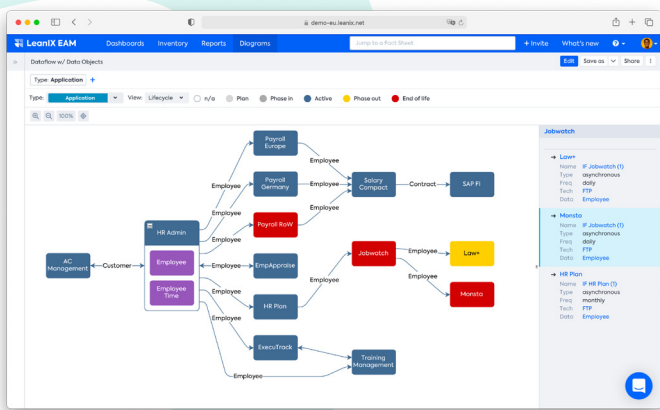 demo-eu.leanix.net
LeanIX EAM
Dashboards
Inventory
Reports
Diagrams
Jump to a Fact Sheet
+ Invite
What's new
Dataflow w/ Data Objects
Edit
Save as
Share
Type: Application +
Type:
Application
View:
Lifecycle
n/a
Plan
Phase in
Active
Phase out
End of life
100%
Payroll
Europe
Employee
Employee
Payroll
Germany
Employee
Employee
Salary
Compact
Contract
SAP FI
Payroll RoW
Employee
Employee
HR Admin
Employee
Employee
Time
AC
Management
Customer
Employee
EmpAppraise
Jobwatch
Employee
Law+
Employee
Employee
Monsta
Employee
HR Plan
Employee
ExecuTrack
Training
Management
Employee
Jobwatch
Law+
Name IF Jobwatch (1)
Type asynchronous
Freq daily
Tech FTP
Data Employee
Monsta
Name IF Jobwatch (1)
Type asynchronous
Freq daily
Tech FTP
Data Employee
HR Plan
Name IF HR Plan (1)
Type asynchronous
Freq monthly
Tech FTP
Data Employee